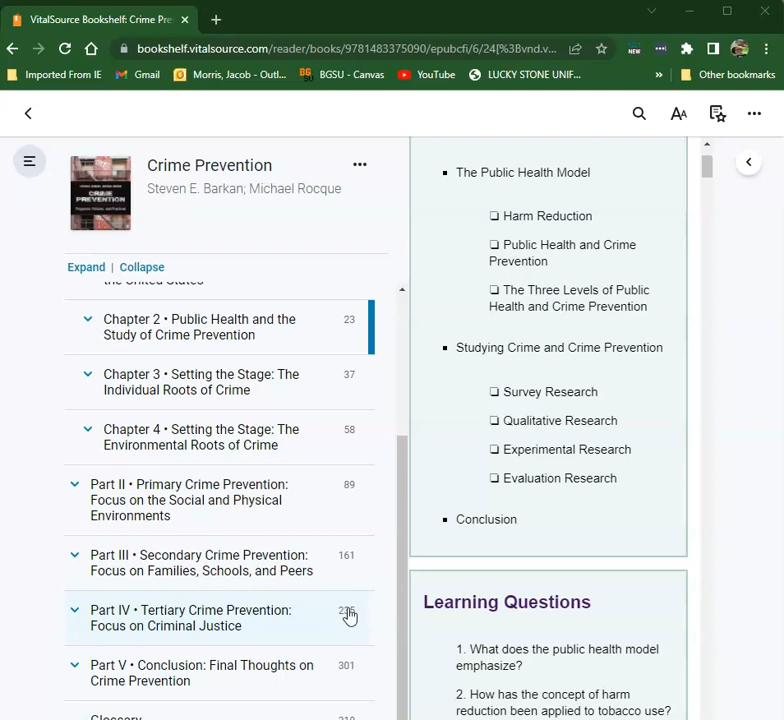 VitalSource Bookshelf: Crime Pre
bookshelf.vitalsource.com/reader/books/9781483375090/epubcfi/6/24[%3Bvnd.v...
NEW
Imported From IE
Gmail
Morris, Jacob - Outl...
BGSU - Canvas
YouTube
LUCKY STONE UNIF...
»
Other bookmarks
AA
Crime Prevention
Steven E. Barkan; Michael Rocque
Expand | Collapse
the United States
Chapter 2 • Public Health and the 23
Study of Crime Prevention
Chapter 3 • Setting the Stage: The 37
Individual Roots of Crime
Chapter 4 • Setting the Stage: The 58
Environmental Roots of Crime
Part II • Primary Crime Prevention: 89
Focus on the Social and Physical
Environments
Part III • Secondary Crime Prevention: 161
Focus on Families, Schools, and Peers
Part IV • Tertiary Crime Prevention:
Focus on Criminal Justice
Part V • Conclusion: Final Thoughts on 301
Crime Prevention
Glossary 319
▪ The Public Health Model
❏ Harm Reduction
❏ Public Health and Crime
Prevention
❏ The Three Levels of Public
Health and Crime Prevention
▪ Studying Crime and Crime Prevention
❏ Survey Research
❏ Qualitative Research
❏ Experimental Research
❏ Evaluation Research
▪ Conclusion
Learning Questions
1. What does the public health model
emphasize?
2. How has the concept of harm
reduction been applied to tobacco use?